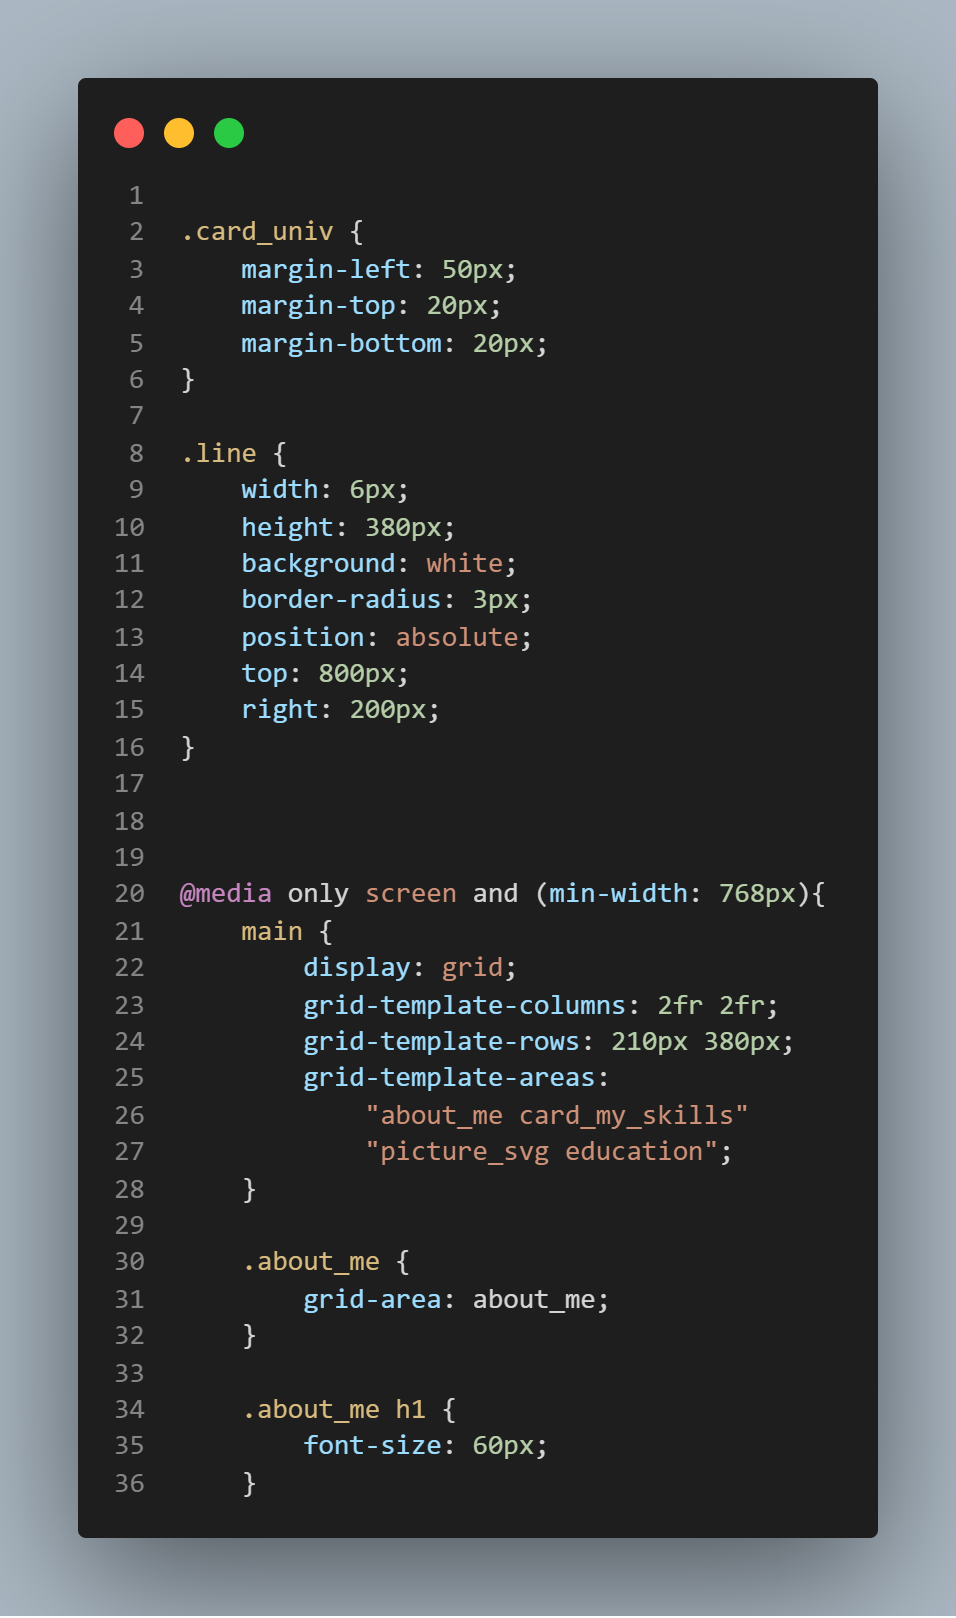 1
2 .card_univ {
3     margin-left: 50px;
4     margin-top: 20px;
5     margin-bottom: 20px;
6 }
7
8 .line {
9     width: 6px;
10     height: 380px;
11     background: white;
12     border-radius: 3px;
13     position: absolute;
14     top: 800px;
15     right: 200px;
16 }
17
18
19
20 @media only screen and (min-width: 768px){
21     main {
22         display: grid;
23         grid-template-columns: 2fr 2fr;
24         grid-template-rows: 210px 380px;
25         grid-template-areas:
26             "about_me card_my_skills"
27             "picture_svg education";
28     }
29
30     .about_me {
31         grid-area: about_me;
32     }
33
34     .about_me h1 {
35         font-size: 60px;
36     }